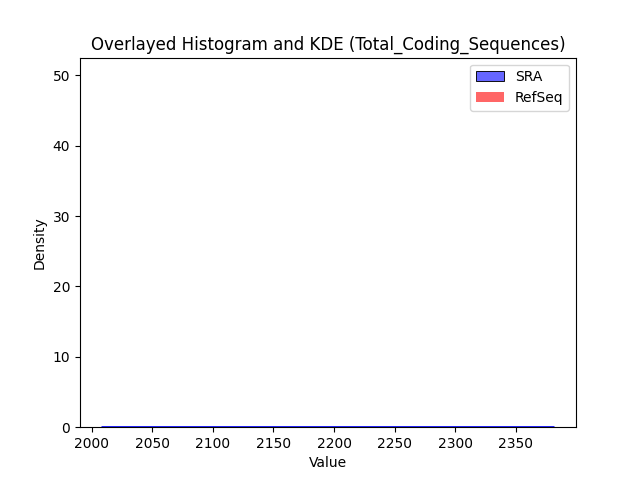 Overlayed Histogram and KDE (Total_Coding_Sequences)
SRA
RefSeq
50
40
30
20
10
0
Density
2000 2050 2100 2150 2200 2250 2300 2350
Value